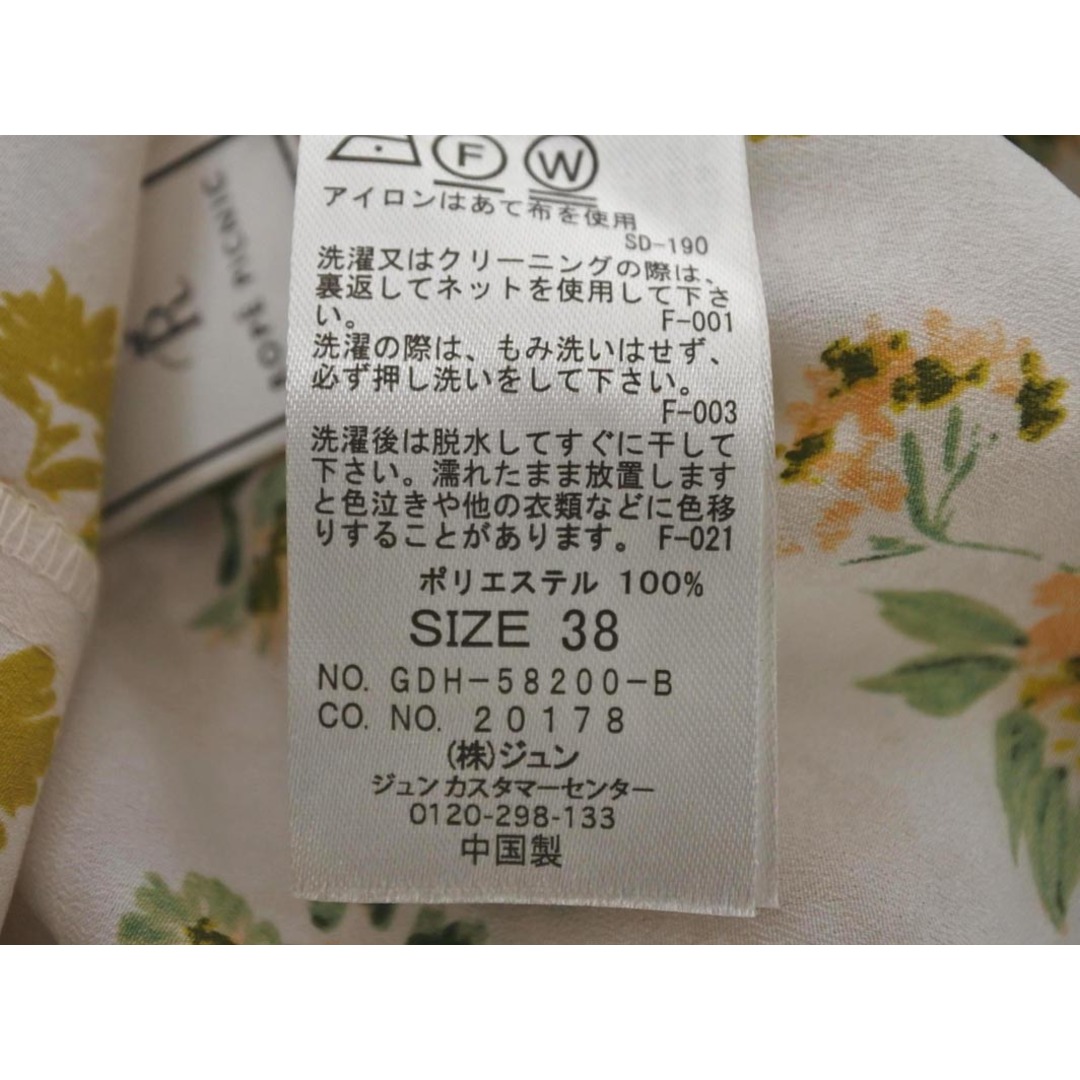 F W
アイロンはあて布を使用
SD-190
洗濯又はクリーニングの際は、
裏返してネットを使用して下さ
い。 F-001
洗濯の際は、もみ洗いはせず、
必ず押し洗いをして下さい。
F-003
洗濯後は脱水してすぐに干して
下さい。濡れたまま放置します
と色泣きや他の衣類などに色移
りすることがあります。 F-021
ポリエステル 100%
SIZE 38
NO. GDH-58200-B
CO. NO. 20178
(株)ジュン
ジュンカスタマーセンター
0120-298-133
中国製
R
ROPÉ PICNIC